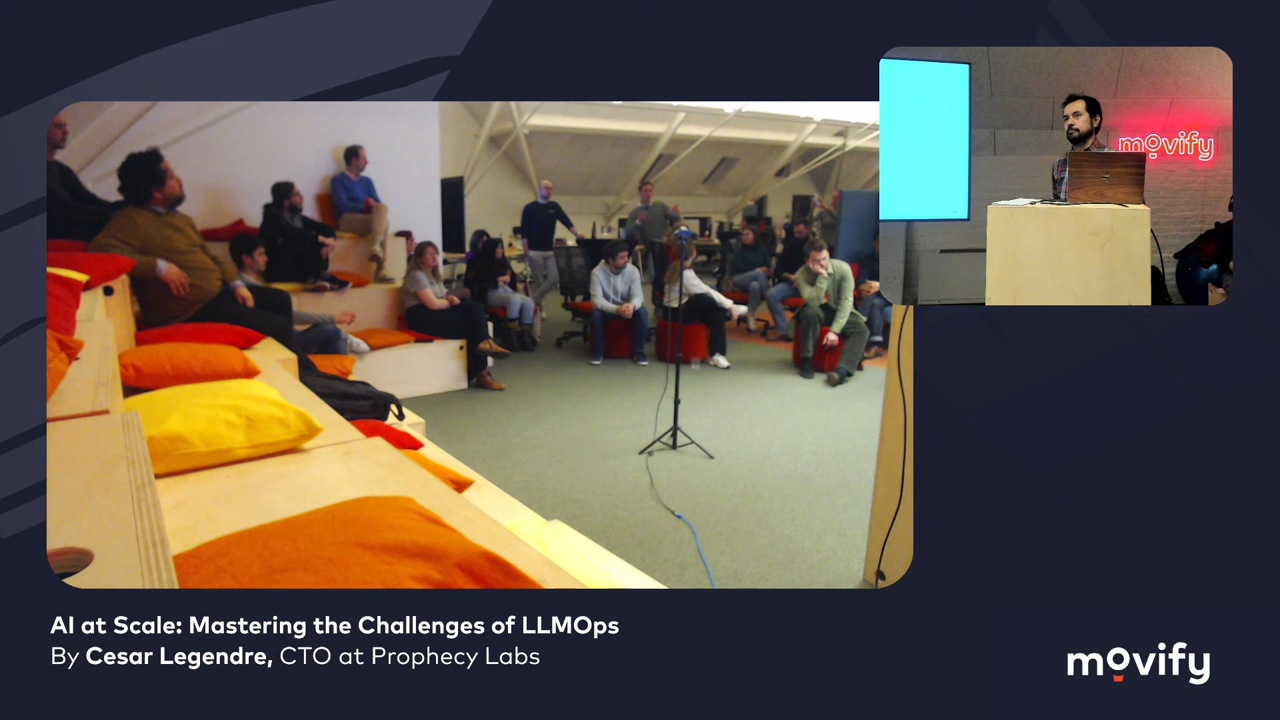 movify
AI at Scale: Mastering the Challenges of LLMOps
By Cesar Legendre, CTO at Prophecy Labs
movify